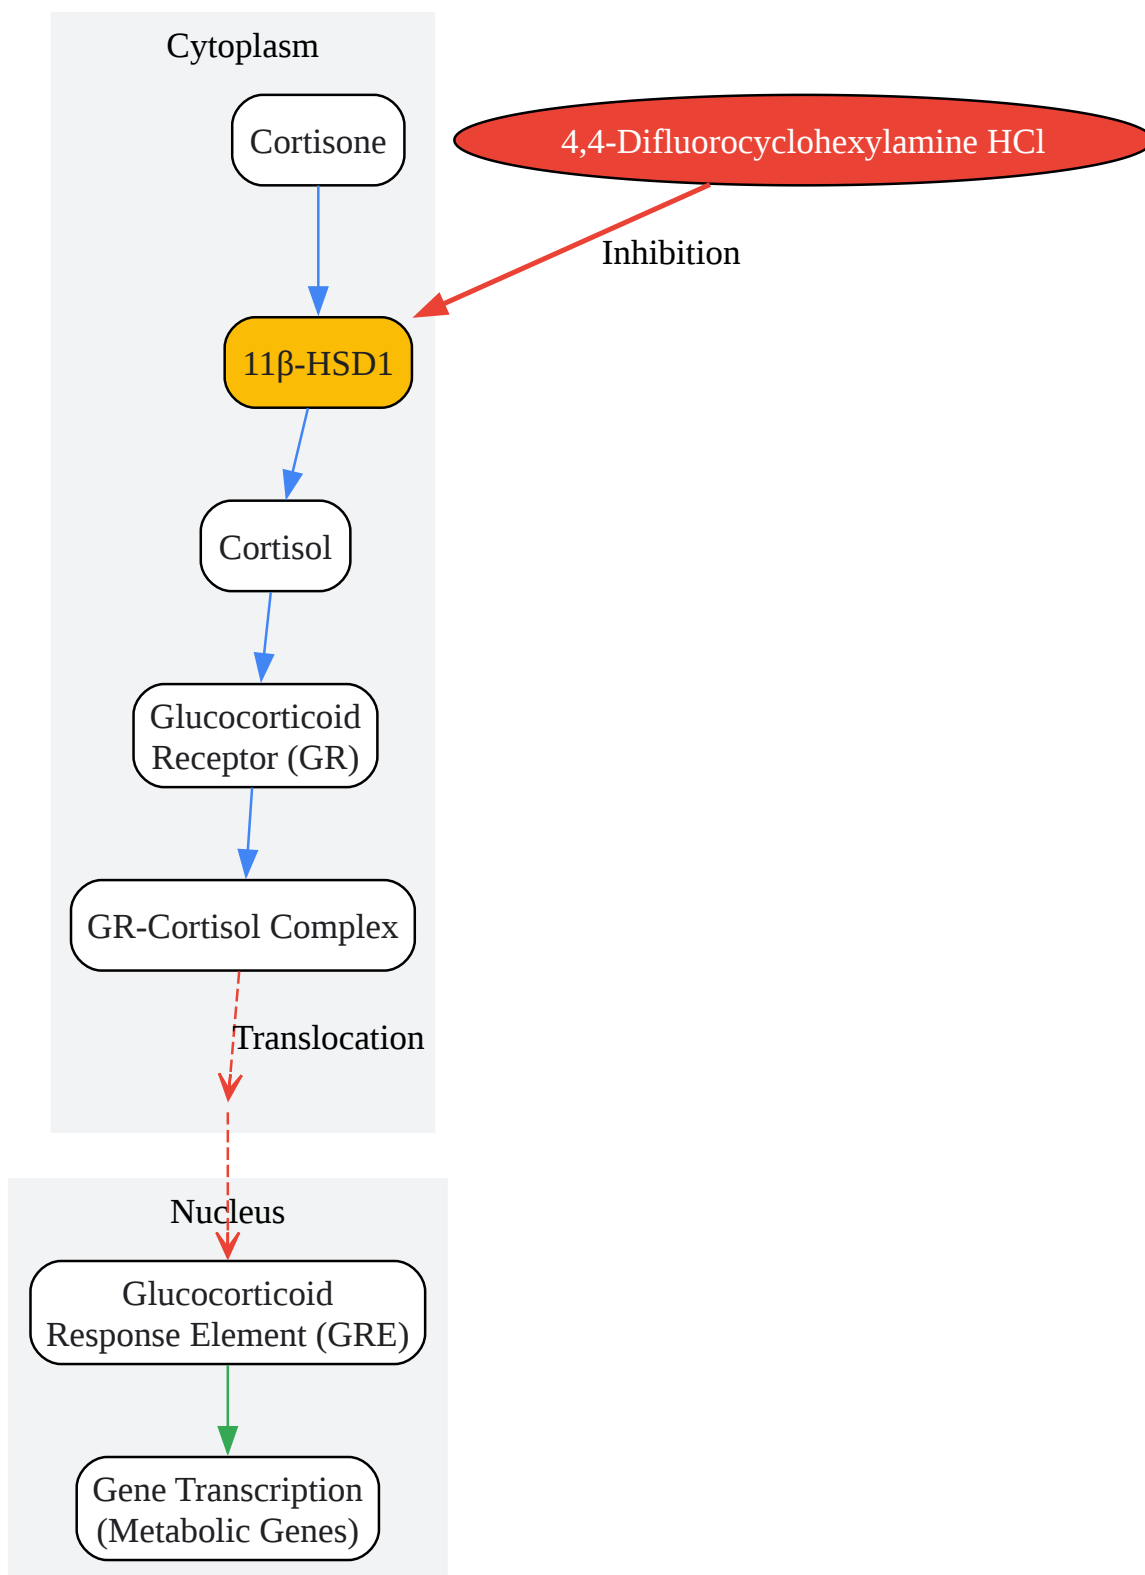 Cytoplasm
Cortisone
4,4-Difluorocyclohexylamine HCl
Inhibition
11β-HSD1
Cortisol
Glucocorticoid
Receptor (GR)
GR-Cortisol Complex
Translocation
Nucleus
Glucocorticoid
Response Element (GRE)
Gene Transcription
(Metabolic Genes)